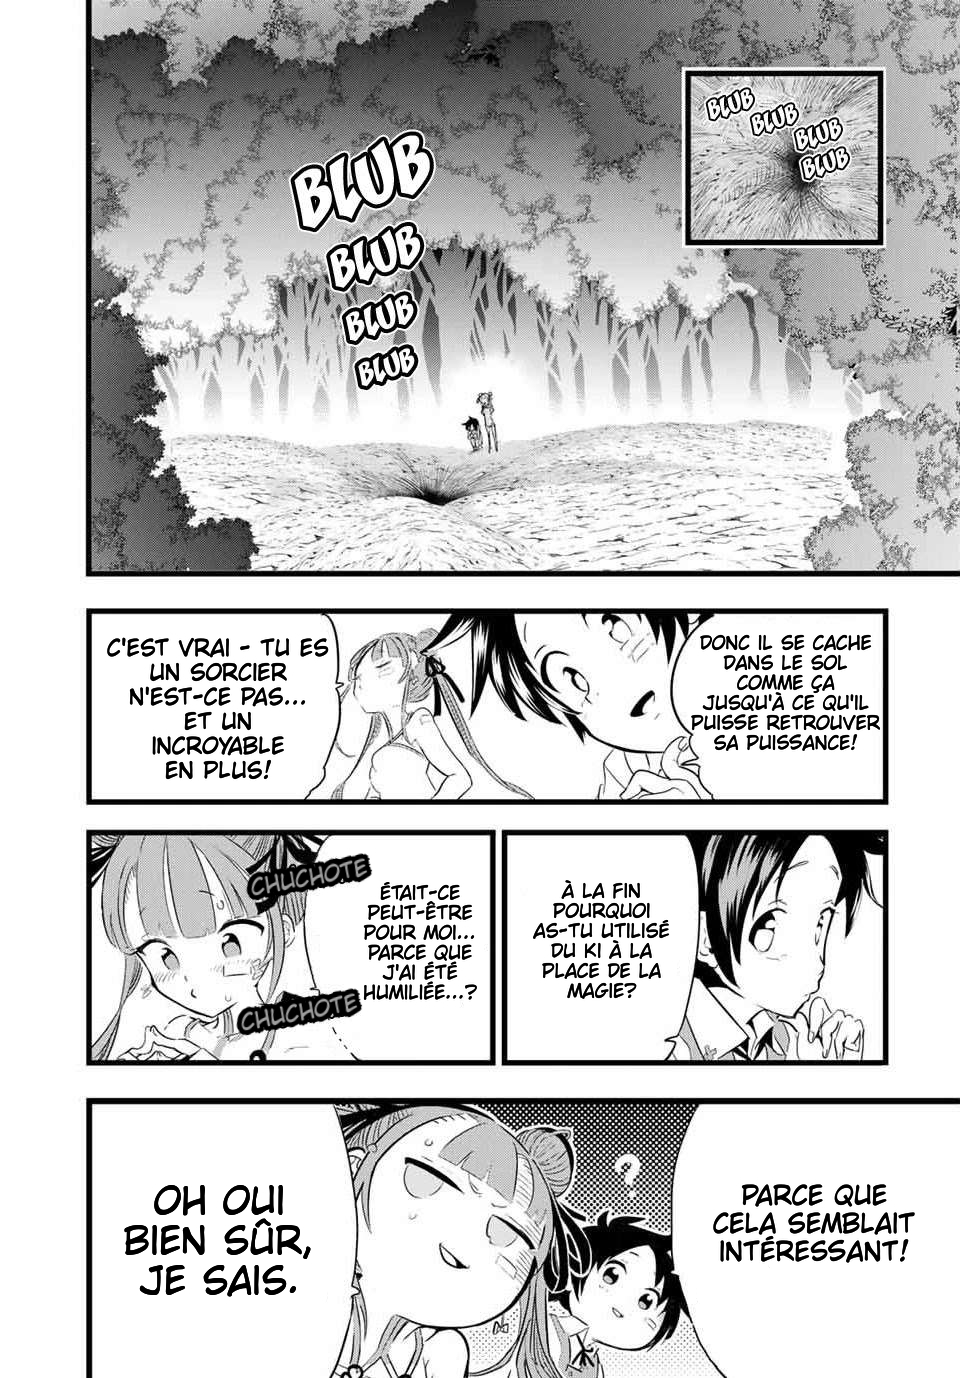 BLUB
BLUB
BLUB
BLUB
BLUB
BLUB
BLUB
BLUB
DONC IL SE CACHE
DANS LE SOL
COMME ÇA
JUSQU'À CE QU'IL
PUISSE RETROUVER
SA PUISSANCE!
C'EST VRAI - TU ES
UN SORCIER
N'EST-CE PAS...
ET UN
INCROYABLE
EN PLUS!
À LA FIN
POURQUOI
AS-TU UTILISÉ
DU KI À LA
PLACE DE LA
MAGIE?
ÉTAIT-CE
PEUT-ÊTRE
POUR MOI...
PARCE QUE
J'AI ÉTÉ
HUMILIÉE...?
CHUCHOTE
CHUCHOTE
PARCE QUE
CELA SEMBLAIT
INTÉRESSANT!
?
OH OUI
BIEN SÛR,
JE SAIS.